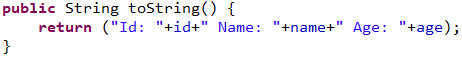 public String toString() {
    return ("Id: "+id+" Name: "+name+" Age: "+age);
}